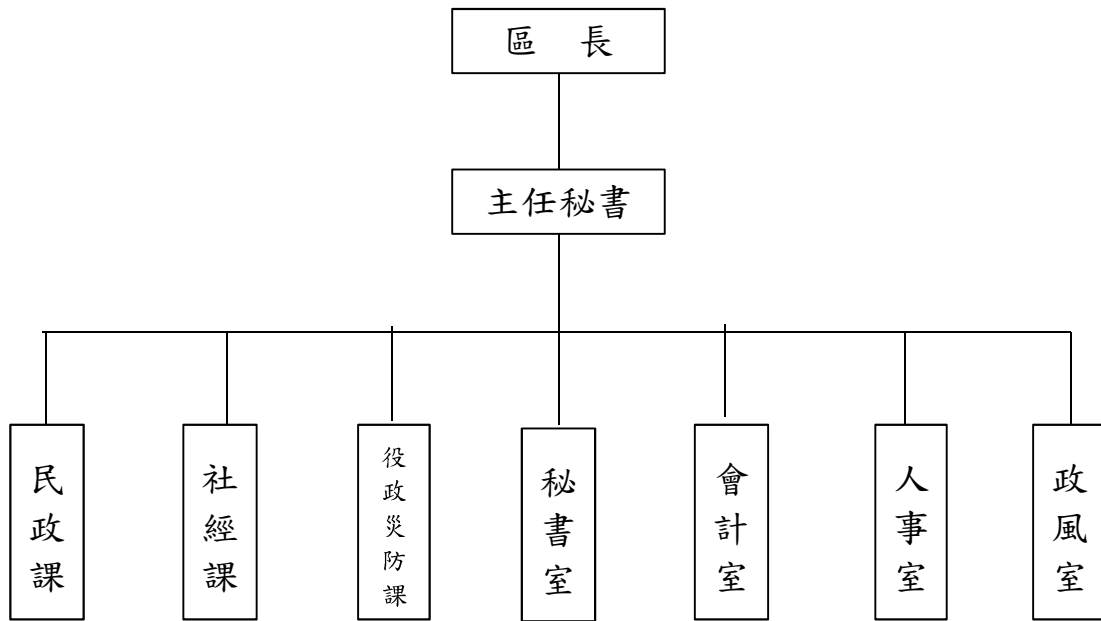 區 長
主任秘書
民政課
社經課
役政災防課
秘書室
會計室
人事室
政風室